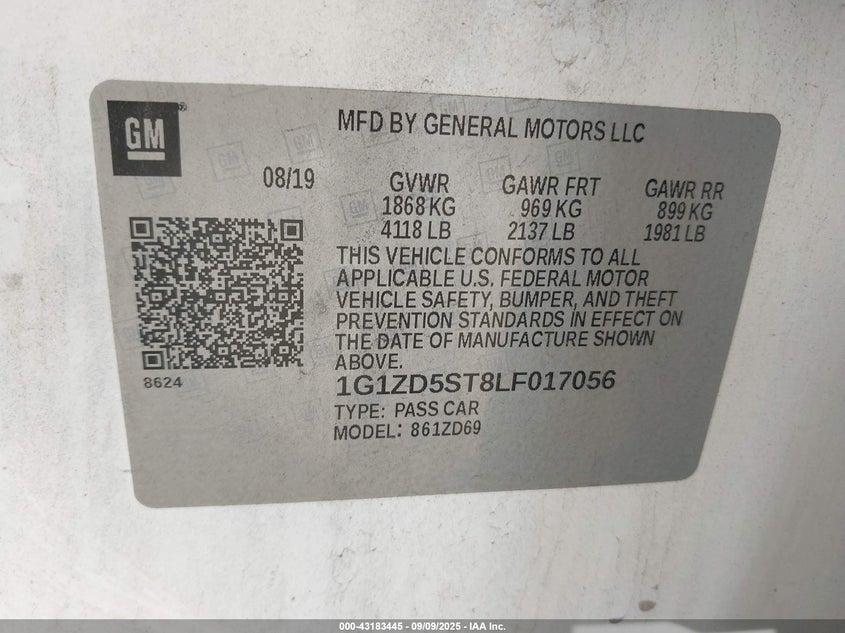 GM
MFD BY GENERAL MOTORS LLC
08/19
GVWR GAWR FRT GAWR RR
1868 KG 969 KG 899 KG
4118 LB 2137 LB 1981 LB
THIS VEHICLE CONFORMS TO ALL
APPLICABLE U.S. FEDERAL MOTOR
VEHICLE SAFETY, BUMPER, AND THEFT
PREVENTION STANDARDS IN EFFECT ON
THE DATE OF MANUFACTURE SHOWN
ABOVE.
8624
1G1ZD5ST8LF017056
TYPE: PASS CAR
MODEL: 861ZD69
000-43183445 - 09/09/2025 - IAA Inc.